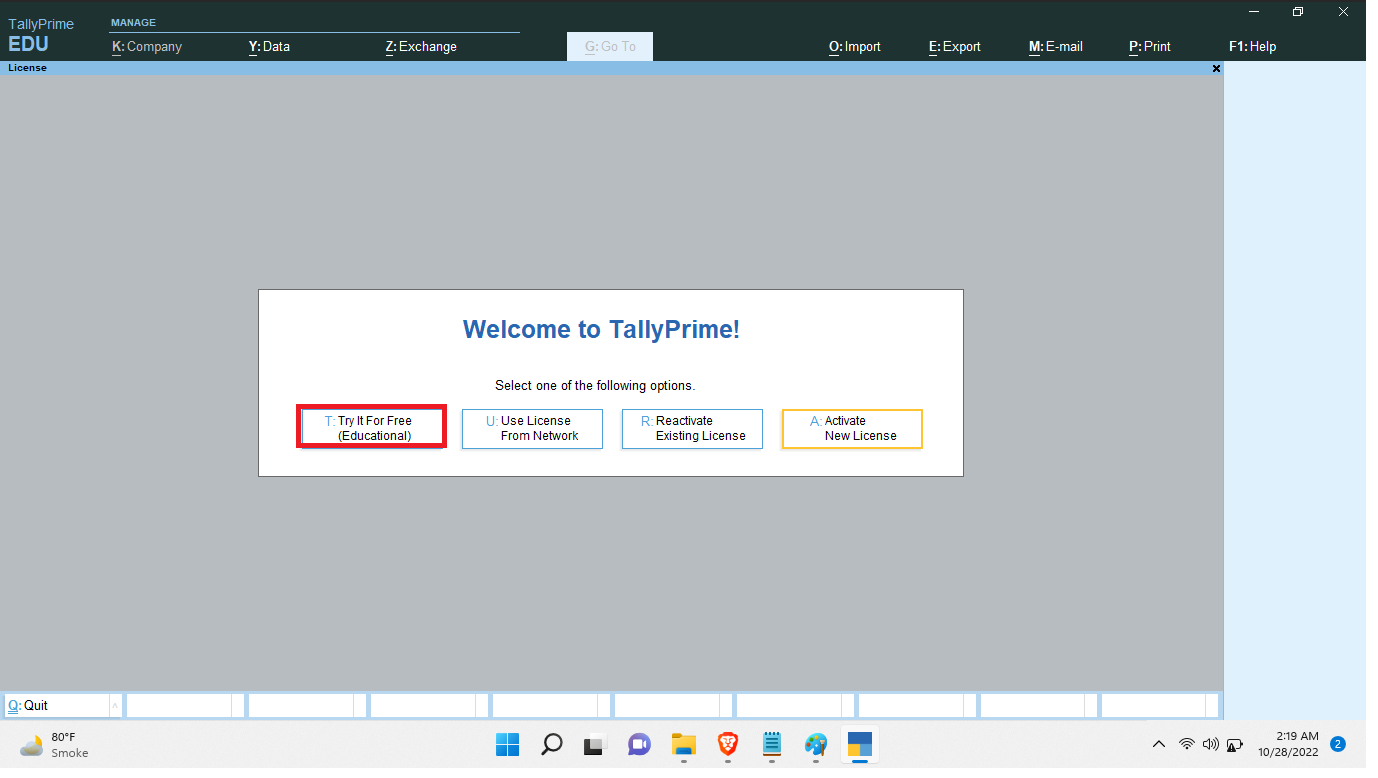 TallyPrime
EDU
MANAGE
K: Company
Y: Data
Z: Exchange
G: Go To
O: Import
E: Export
M: E-mail
P: Print
F1: Help
License
Welcome to TallyPrime!
Select one of the following options.
T: Try It For Free
(Educational)
U: Use License
From Network
R: Reactivate
Existing License
A: Activate
New License
Q: Quit
80°F
Smoke
2:19 AM
10/28/2022
2